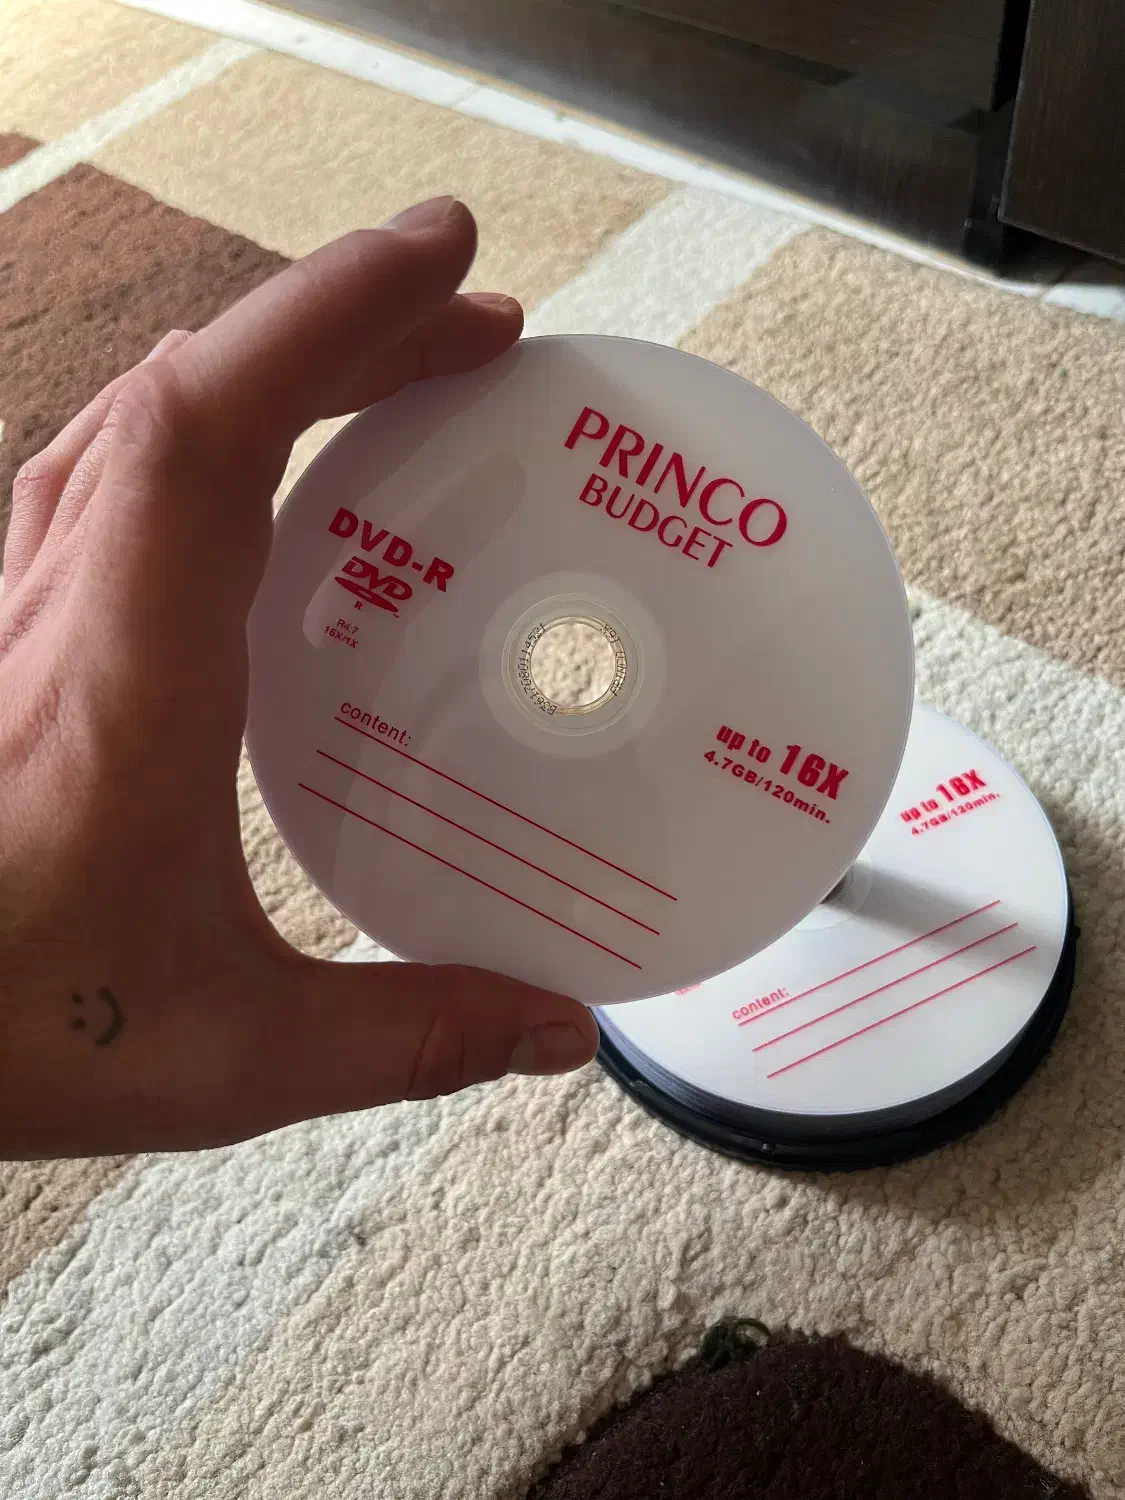 PRINCO
BUDGET
DVD-R
DVD
R
R4.7
16X/1X
content:
up to 16X
4.7GB/120min.
up to 16X
4.7GB/120min.
content: